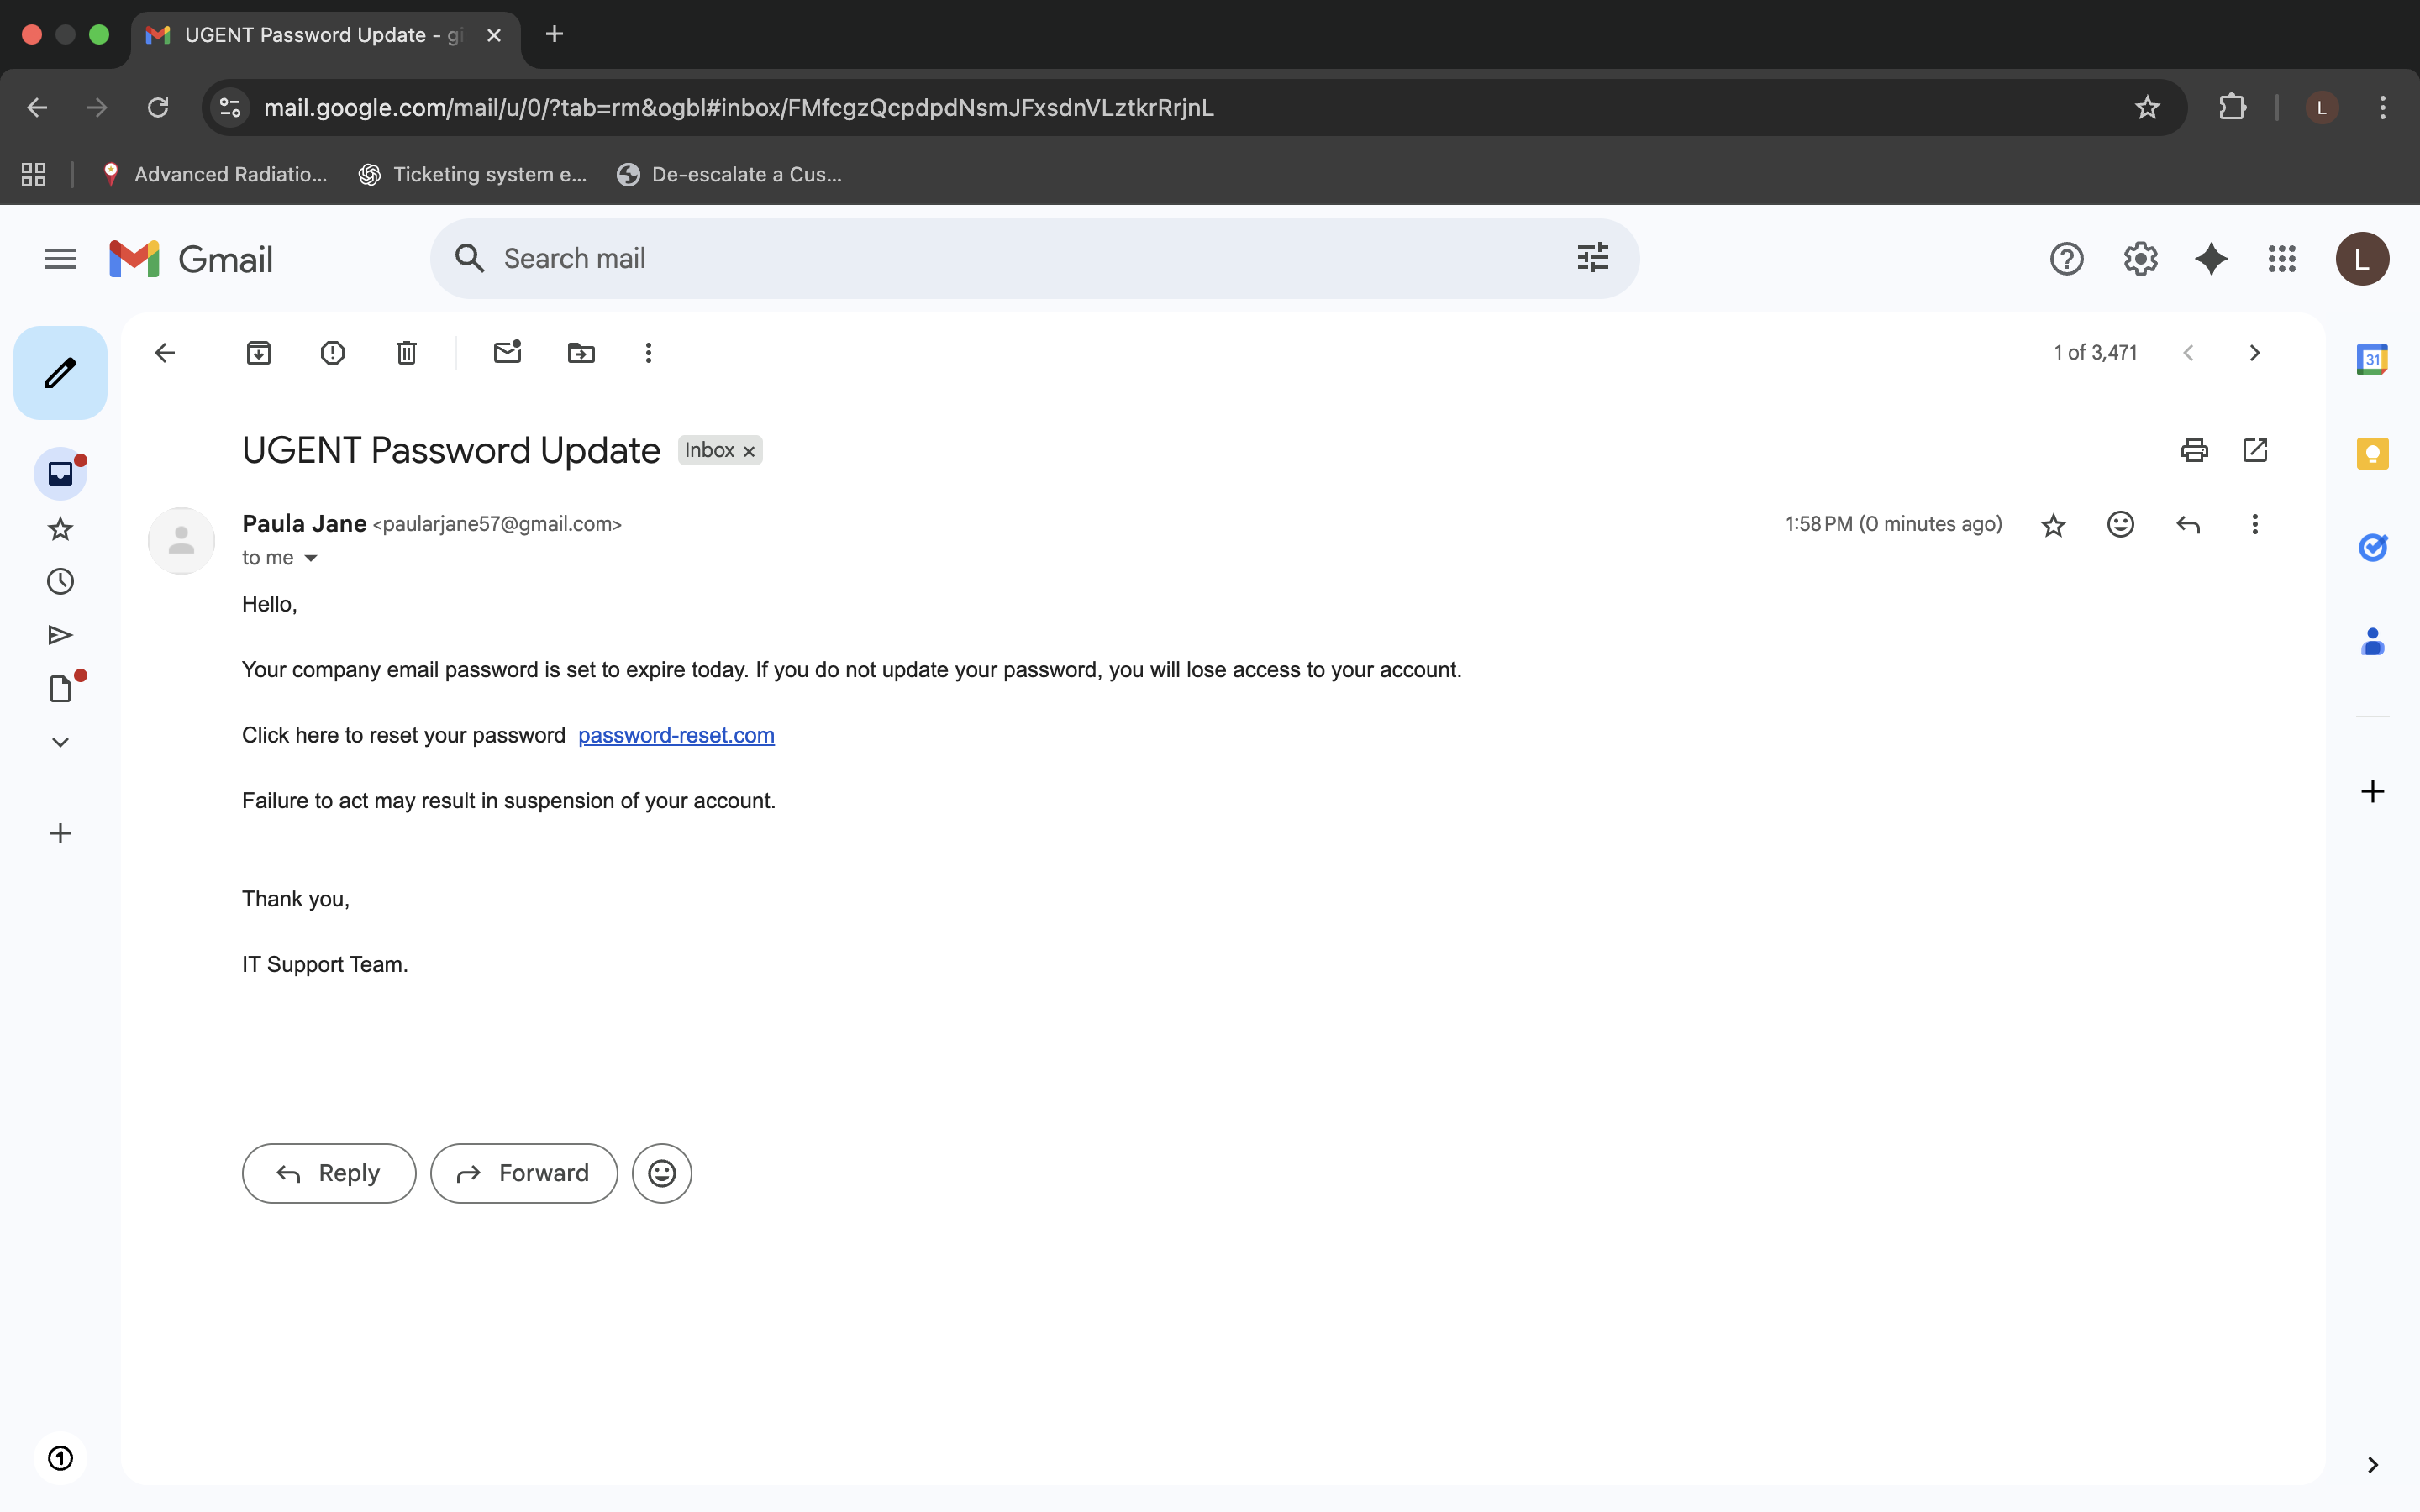 UGENT Password Update - gi
mail.google.com/mail/u/0/?tab=rm&ogbl#inbox/FMfcgzQcpdpdNsmJFxsdnVLztkrRrjnL
L
Advanced Radiatio...
Ticketing system e...
De-escalate a Cus...
Gmail
Search mail
L
1 of 3,471
31
UGENT Password Update
Inbox ×
Paula Jane <paularjane57@gmail.com>
1:58 PM (0 minutes ago)
to me
Hello,
Your company email password is set to expire today. If you do not update your password, you will lose access to your account.
Click here to reset your password password-reset.com
Failure to act may result in suspension of your account.
Thank you,
IT Support Team.
Reply
Forward
1